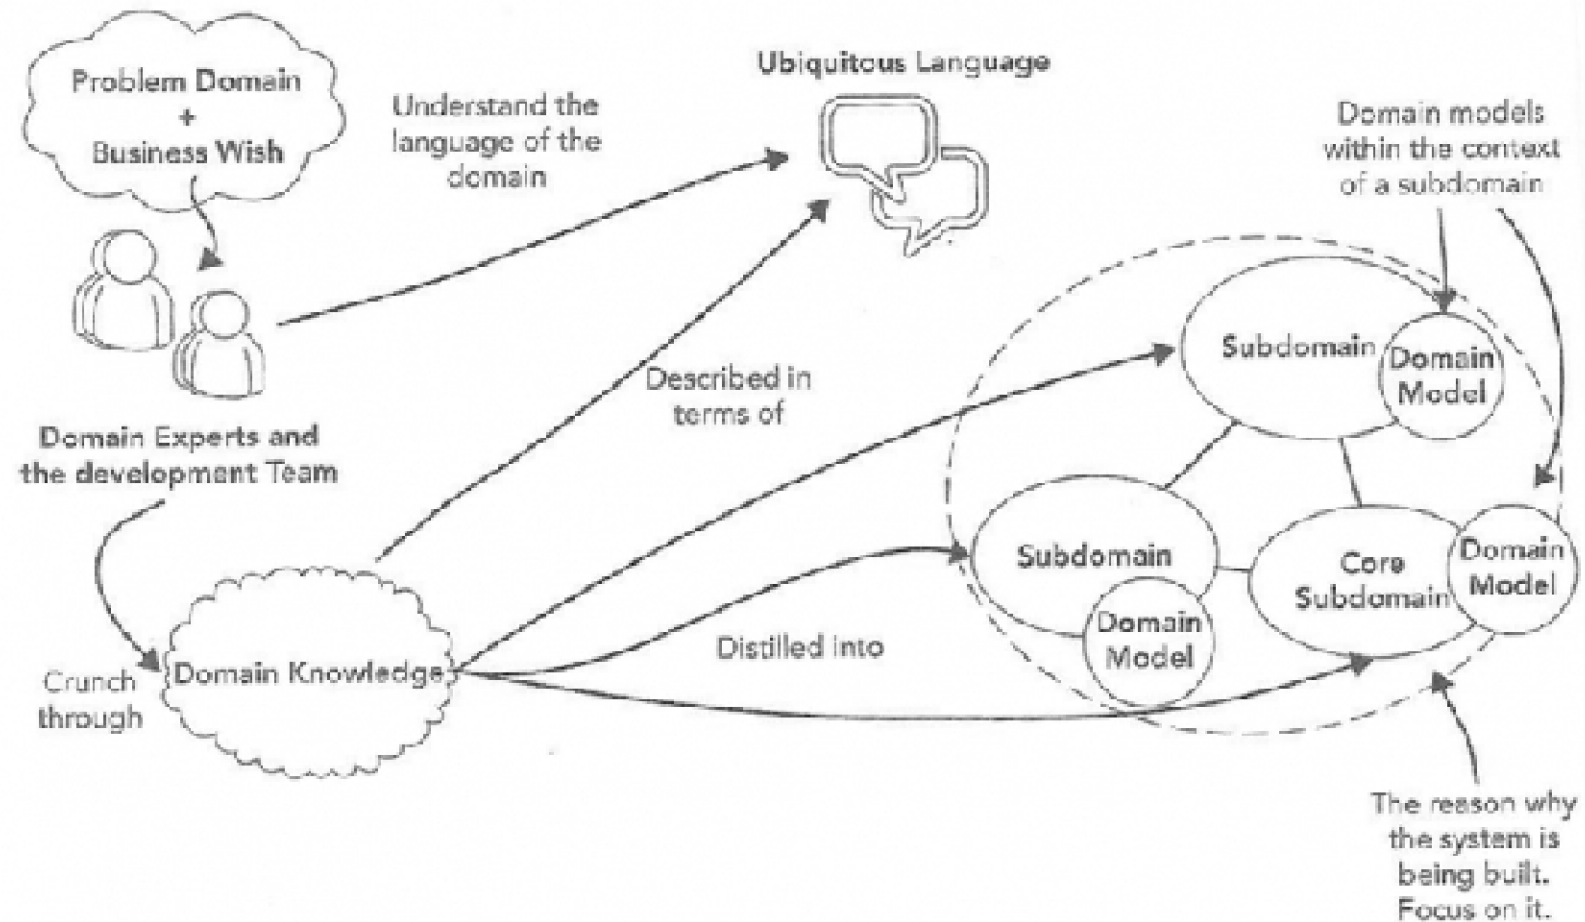 Problem Domain
+
Business Wish
Understand the
language of the
domain
Ubiquitous Language
Domain models
within the context
of a subdomain
Subdomain
Domain
Model
Described in
terms of
Domain Experts and
the development Team
Subdomain
Domain
Model
Core
Subdomain
Domain
Model
Distilled into
Domain Knowledge
Crunch
through
The reason why
the system is
being built.
Focus on it.